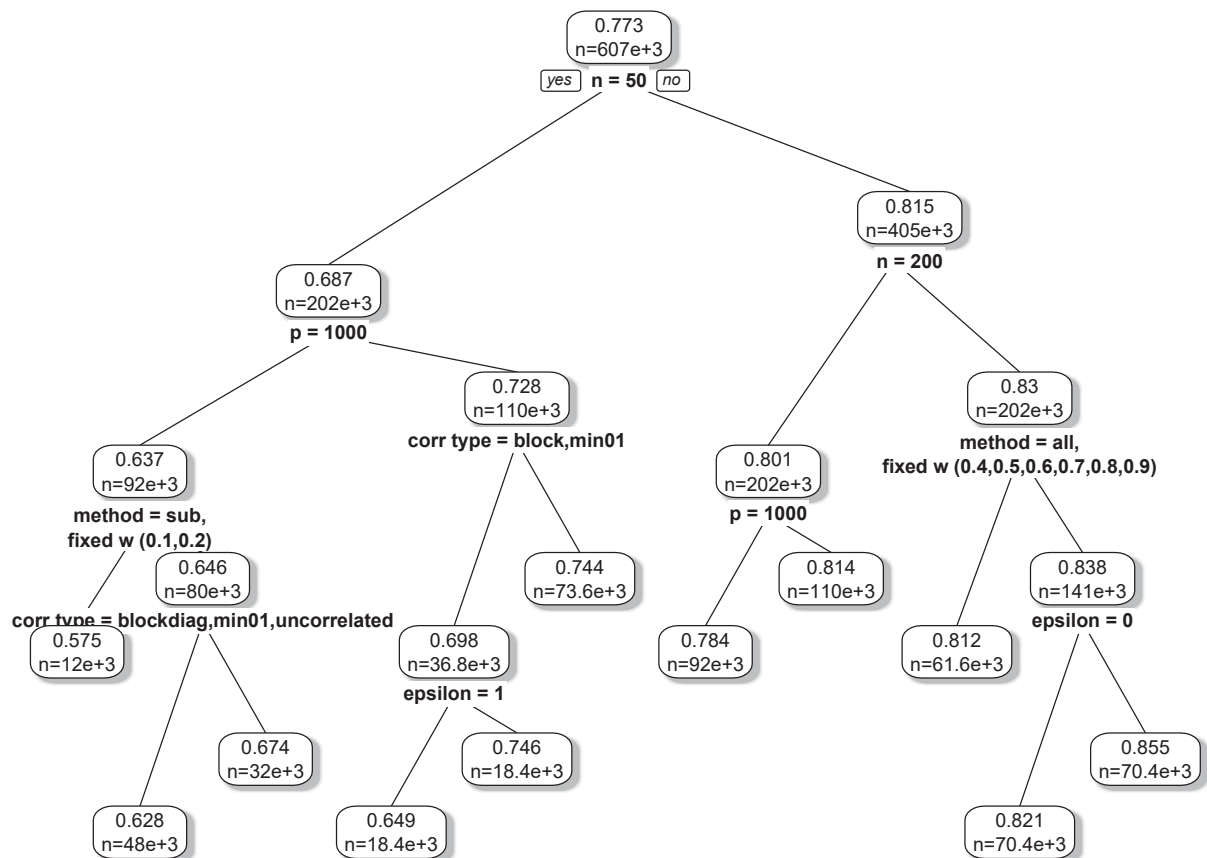 0.773
n=607e+3
yes n = 50 no
0.815
n=405e+3
n = 200
0.687
n=202e+3
p = 1000
0.728
n=110e+3
corr type = block,min01
0.83
n=202e+3
method = all,
fixed w (0.4,0.5,0.6,0.7,0.8,0.9)
0.637
n=92e+3
method = sub,
fixed w (0.1,0.2)
0.801
n=202e+3
p = 1000
0.646
n=80e+3
corr type = blockdiag,min01,uncorrelated
0.744
n=73.6e+3
0.814
n=110e+3
0.838
n=141e+3
epsilon = 0
0.575
n=12e+3
0.698
n=36.8e+3
epsilon = 1
0.784
n=92e+3
0.812
n=61.6e+3
0.674
n=32e+3
0.746
n=18.4e+3
0.855
n=70.4e+3
0.628
n=48e+3
0.649
n=18.4e+3
0.821
n=70.4e+3